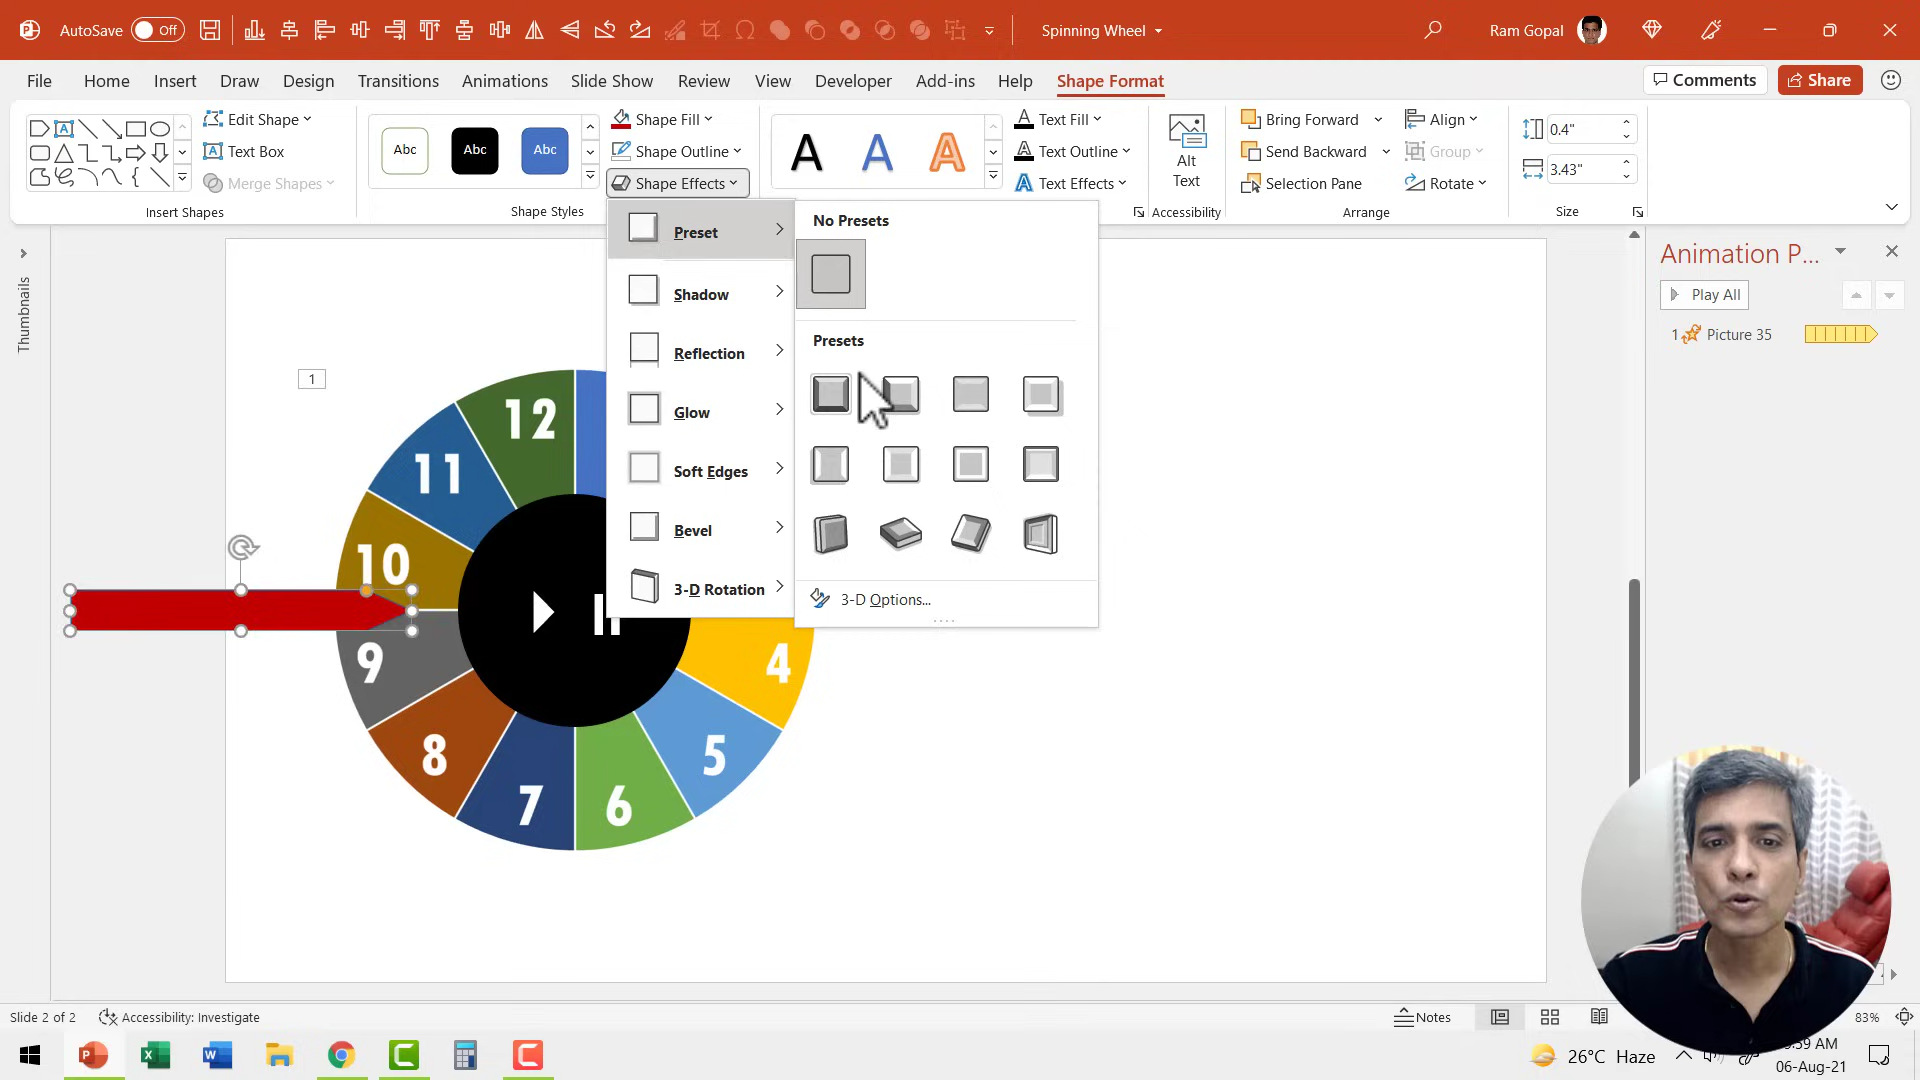 AutoSave Off Spinning Wheel Ram Gopal
File Home Insert Draw Design Transitions Animations Slide Show Review View Developer Add-ins Help Shape Format Comments Share
Edit Shape
Text Box
Merge Shapes
Insert Shapes
Abc Abc Abc
Shape Fill
Shape Outline
Shape Effects
Shape Styles
A A A
Text Fill
Text Outline
Text Effects
Alt
Text
Accessibility
Bring Forward
Send Backward
Selection Pane
Align
Group
Rotate
Arrange
0.4"
3.43"
Size
Thumbnails
Preset
Shadow
Reflection
Glow
Soft Edges
Bevel
3-D Rotation
No Presets
Presets
3-D Options...
Animation P...
Play All
1 Picture 35
1
12
11
10
9
8
7
6
5
4
Slide 2 of 2 Accessibility: Investigate Notes 83%
26°C Haze
:59 AM
06-Aug-21